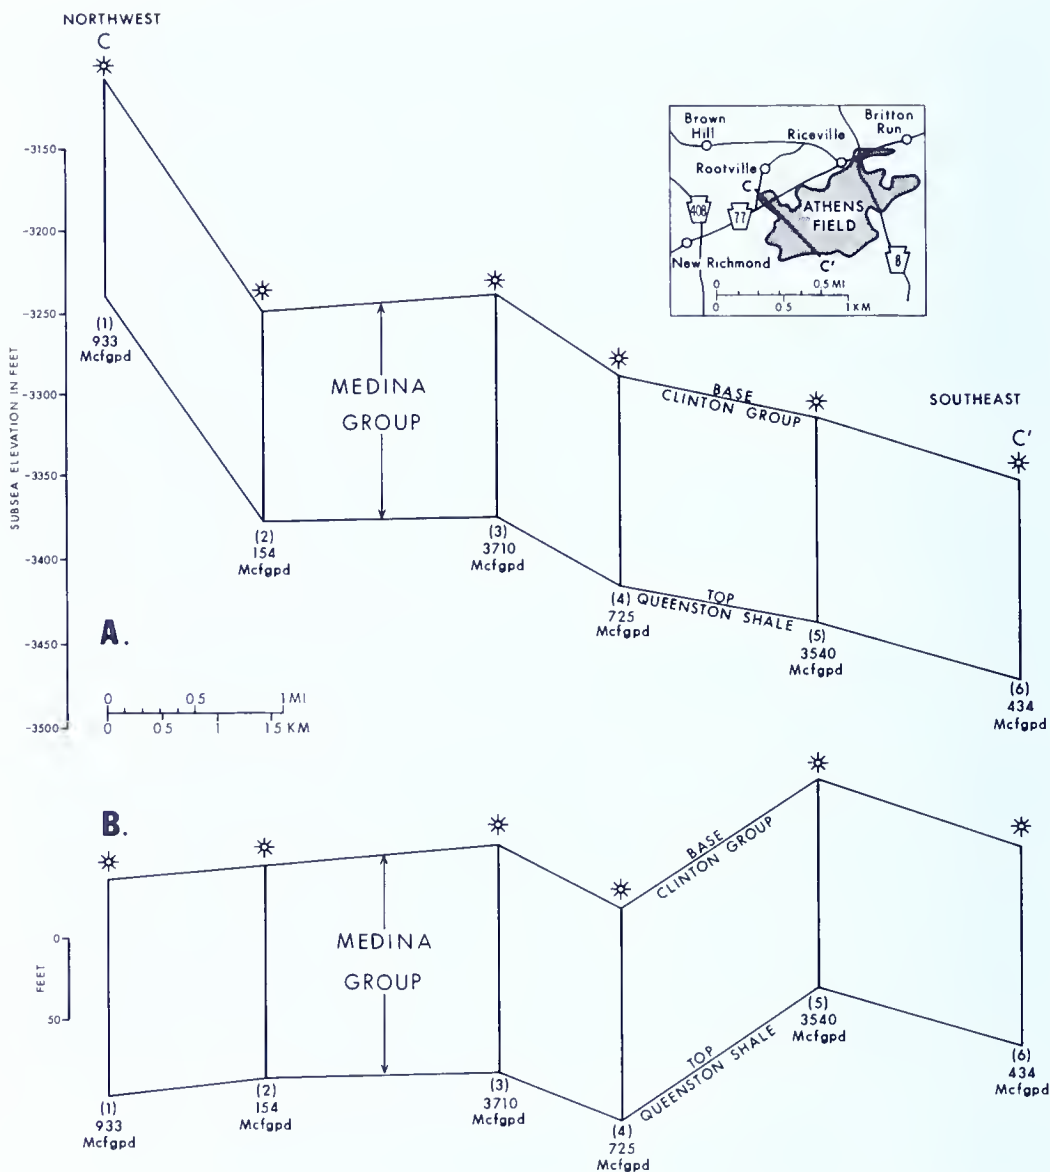 NORTHWEST
C
-3150
-3200
-3250
-3300
-3350
-3400
-3450
-3500
SUBSEA ELEVATION IN FEET
(1)
933
Mcfgpd
(2)
154
Mcfgpd
MEDINA
GROUP
(3)
3710
Mcfgpd
(4)
725
Mcfgpd
BASE
CLINTON GROUP
TOP
QUEENSTON SHALE
(5)
3540
Mcfgpd
SOUTHEAST
C'
(6)
434
Mcfgpd
Brown
Hill
Riceville
Britton
Run
Rootville
C
408
77
ATHENS
FIELD
New Richmond
C'
8
0 0.5 MI
0 0.5 1 KM
A.
0 0.5 1 MI
0 0.5 1 1.5 KM
B.
0
FEET
50
(1)
933
Mcfgpd
(2)
154
Mcfgpd
MEDINA
GROUP
(3)
3710
Mcfgpd
(4)
725
Mcfgpd
BASE
CLINTON GROUP
TOP
QUEENSTON SHALE
(5)
3540
Mcfgpd
(6)
434
Mcfgpd